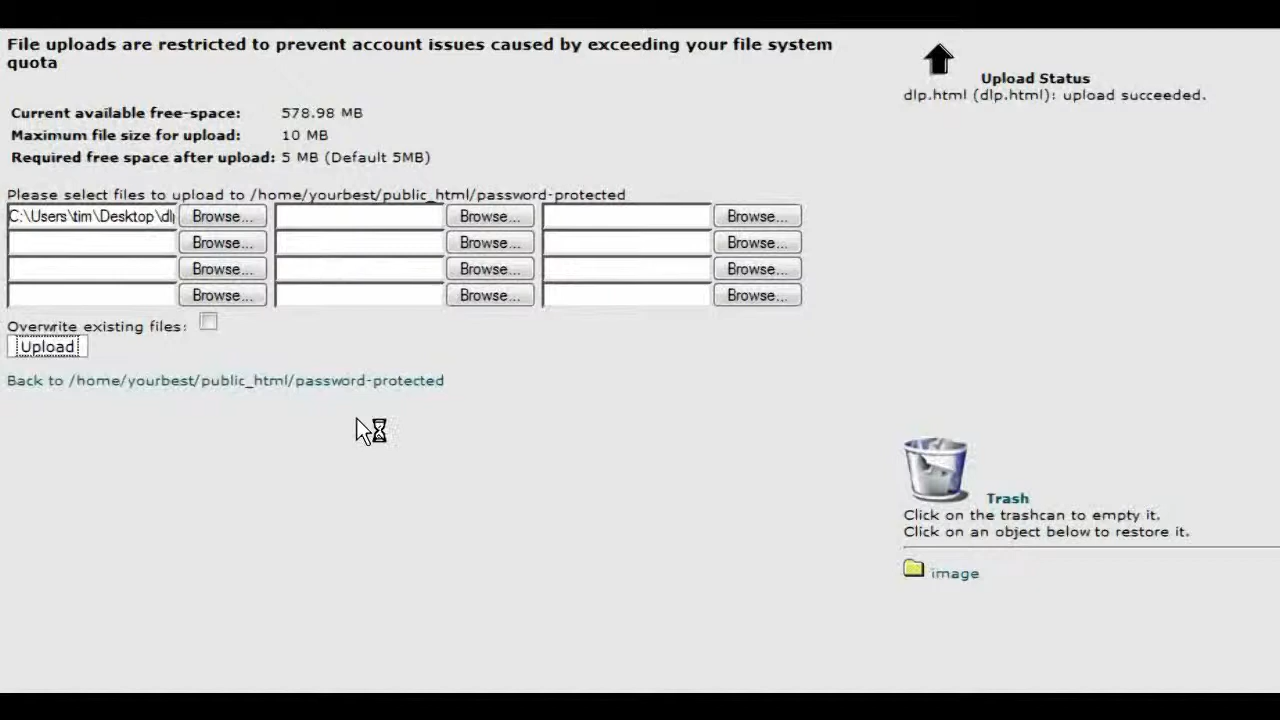 File uploads are restricted to prevent account issues caused by exceeding your file system
quota
Current available free-space: 578.98 MB
Maximum file size for upload: 10 MB
Required free space after upload: 5 MB (Default 5MB)
Please select files to upload to /home/yourbest/public_html/password-protected
C:\Users\tim\Desktop\dlp Browse... Browse... Browse...
Browse... Browse... Browse...
Browse... Browse... Browse...
Browse... Browse... Browse...
Overwrite existing files:
Upload
Back to /home/yourbest/public_html/password-protected
Upload Status
dlp.html (dlp.html): upload succeeded.
Trash
Click on the trashcan to empty it.
Click on an object below to restore it.
image